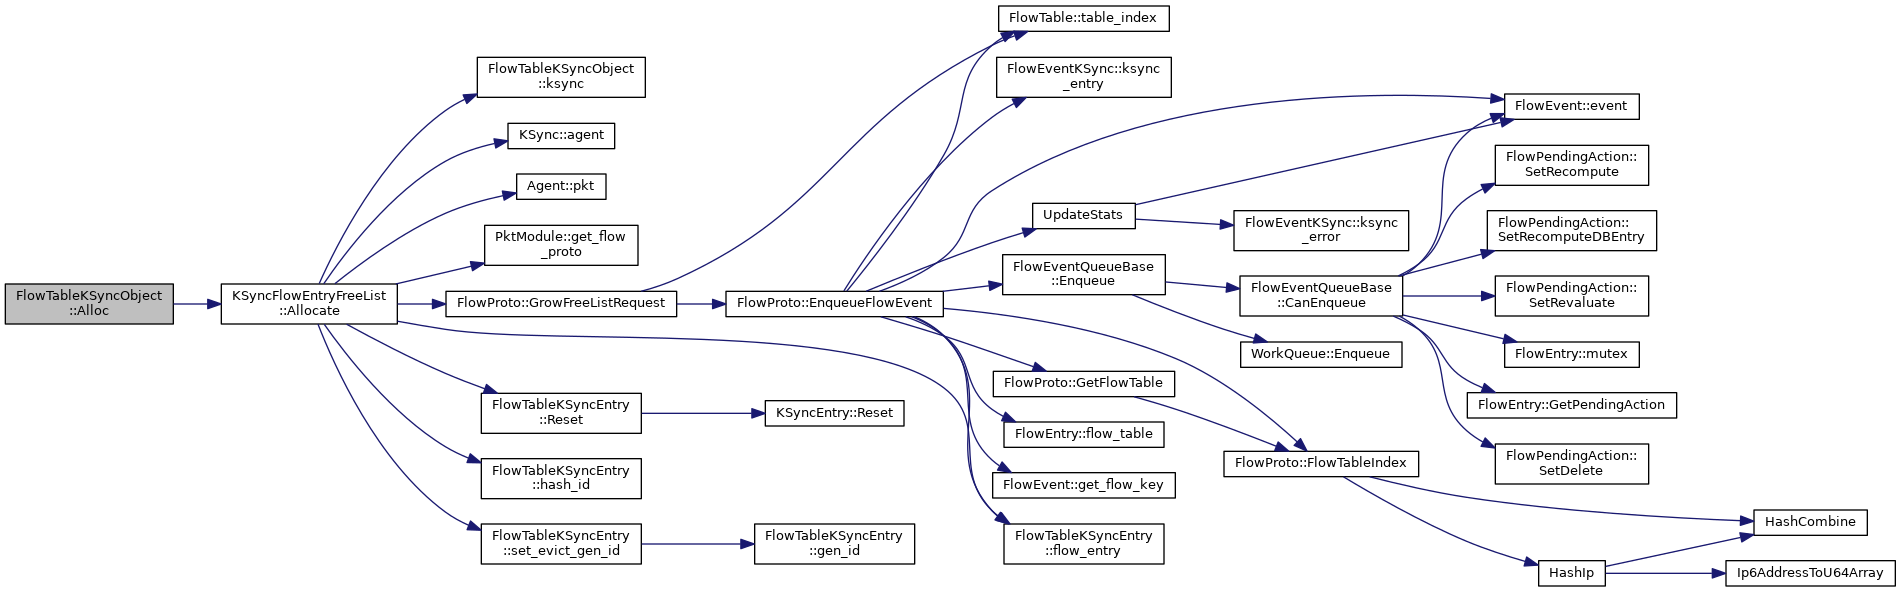 FlowTableKSyncObject
::Alloc
KSyncFlowEntryFreeList
::Allocate
FlowTableKSyncObject
::ksync
KSync::agent
Agent::pkt
PktModule::get_flow
_proto
FlowProto::GrowFreeListRequest
FlowTableKSyncEntry
::Reset
FlowTableKSyncEntry
::hash_id
FlowTableKSyncEntry
::set_evict_gen_id
FlowProto::EnqueueFlowEvent
KSyncEntry::Reset
FlowTableKSyncEntry
::gen_id
FlowTable::table_index
FlowEventKSync::ksync
_entry
UpdateStats
FlowEventQueueBase
::Enqueue
FlowProto::GetFlowTable
FlowEntry::flow_table
FlowEvent::get_flow_key
FlowTableKSyncEntry
::flow_entry
FlowEventKSync::ksync
_error
FlowEventQueueBase
::CanEnqueue
WorkQueue::Enqueue
FlowProto::FlowTableIndex
FlowEvent::event
FlowPendingAction::
SetRecompute
FlowPendingAction::
SetRecomputeDBEntry
FlowPendingAction::
SetRevaluate
FlowEntry::mutex
FlowEntry::GetPendingAction
FlowPendingAction::
SetDelete
HashIp
HashCombine
Ip6AddressToU64Array